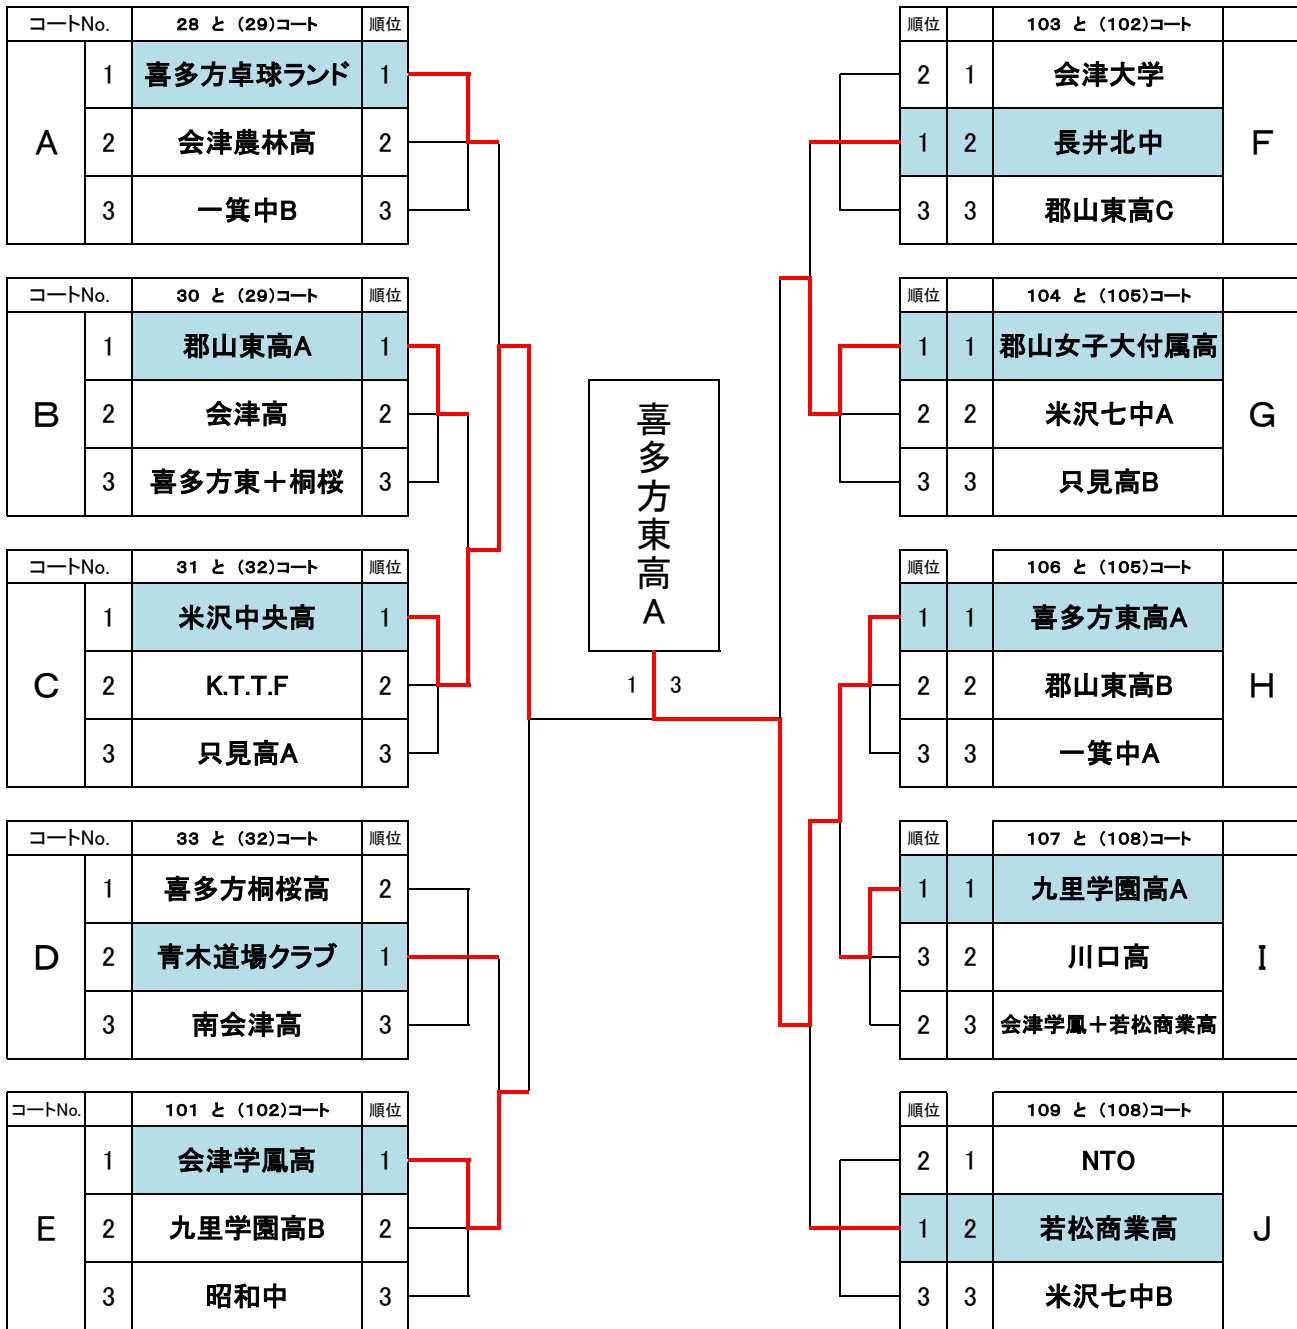 コートNo. 28 と (29)コート 順位
A
1 喜多方卓球ランド 1
2 会津農林高 2
3 一箕中B 3
コートNo. 30 と (29)コート 順位
B
1 郡山東高A 1
2 会津高 2
3 喜多方東＋桐桜 3
コートNo. 31 と (32)コート 順位
C
1 米沢中央高 1
2 K.T.T.F 2
3 只見高A 3
コートNo. 33 と (32)コート 順位
D
1 喜多方桐桜高 2
2 青木道場クラブ 1
3 南会津高 3
コートNo. 101 と (102)コート 順位
E
1 会津学鳳高 1
2 九里学園高B 2
3 昭和中 3
喜多方東高A
1 3
順位 103 と (102)コート
2 1 会津大学
1 2 長井北中
3 3 郡山東高C
F
順位 104 と (105)コート
1 1 郡山女子大付属高
2 2 米沢七中A
3 3 只見高B
G
順位 106 と (105)コート
1 1 喜多方東高A
2 2 郡山東高B
3 3 一箕中A
H
順位 107 と (108)コート
1 1 九里学園高A
3 2 川口高
2 3 会津学鳳＋若松商業高
I
順位 109 と (108)コート
2 1 NTO
1 2 若松商業高
3 3 米沢七中B
J